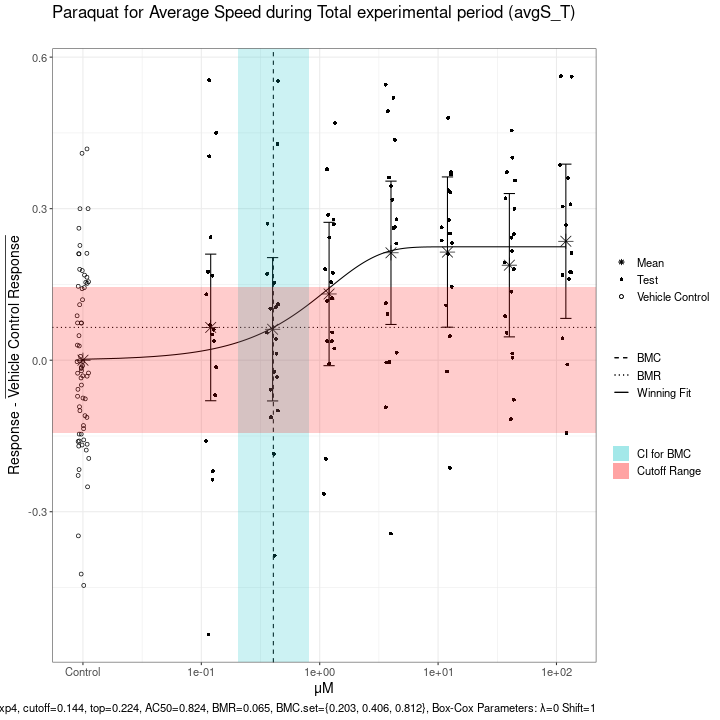 Paraquat for Average Speed during Total experimental period (avgS_T)
Response - Vehicle Control Response
0.6
0.3
0.0
-0.3
Control
1e-01
1e+00
1e+01
1e+02
µM
Mean
Test
Vehicle Control
BMC
BMR
Winning Fit
CI for BMC
Cutoff Range
cutoff=0.144, top=0.224, AC50=0.824, BMR=0.065, BMC.set={0.203, 0.406, 0.812}, Box-Cox Parameters: λ=0 Shift=1